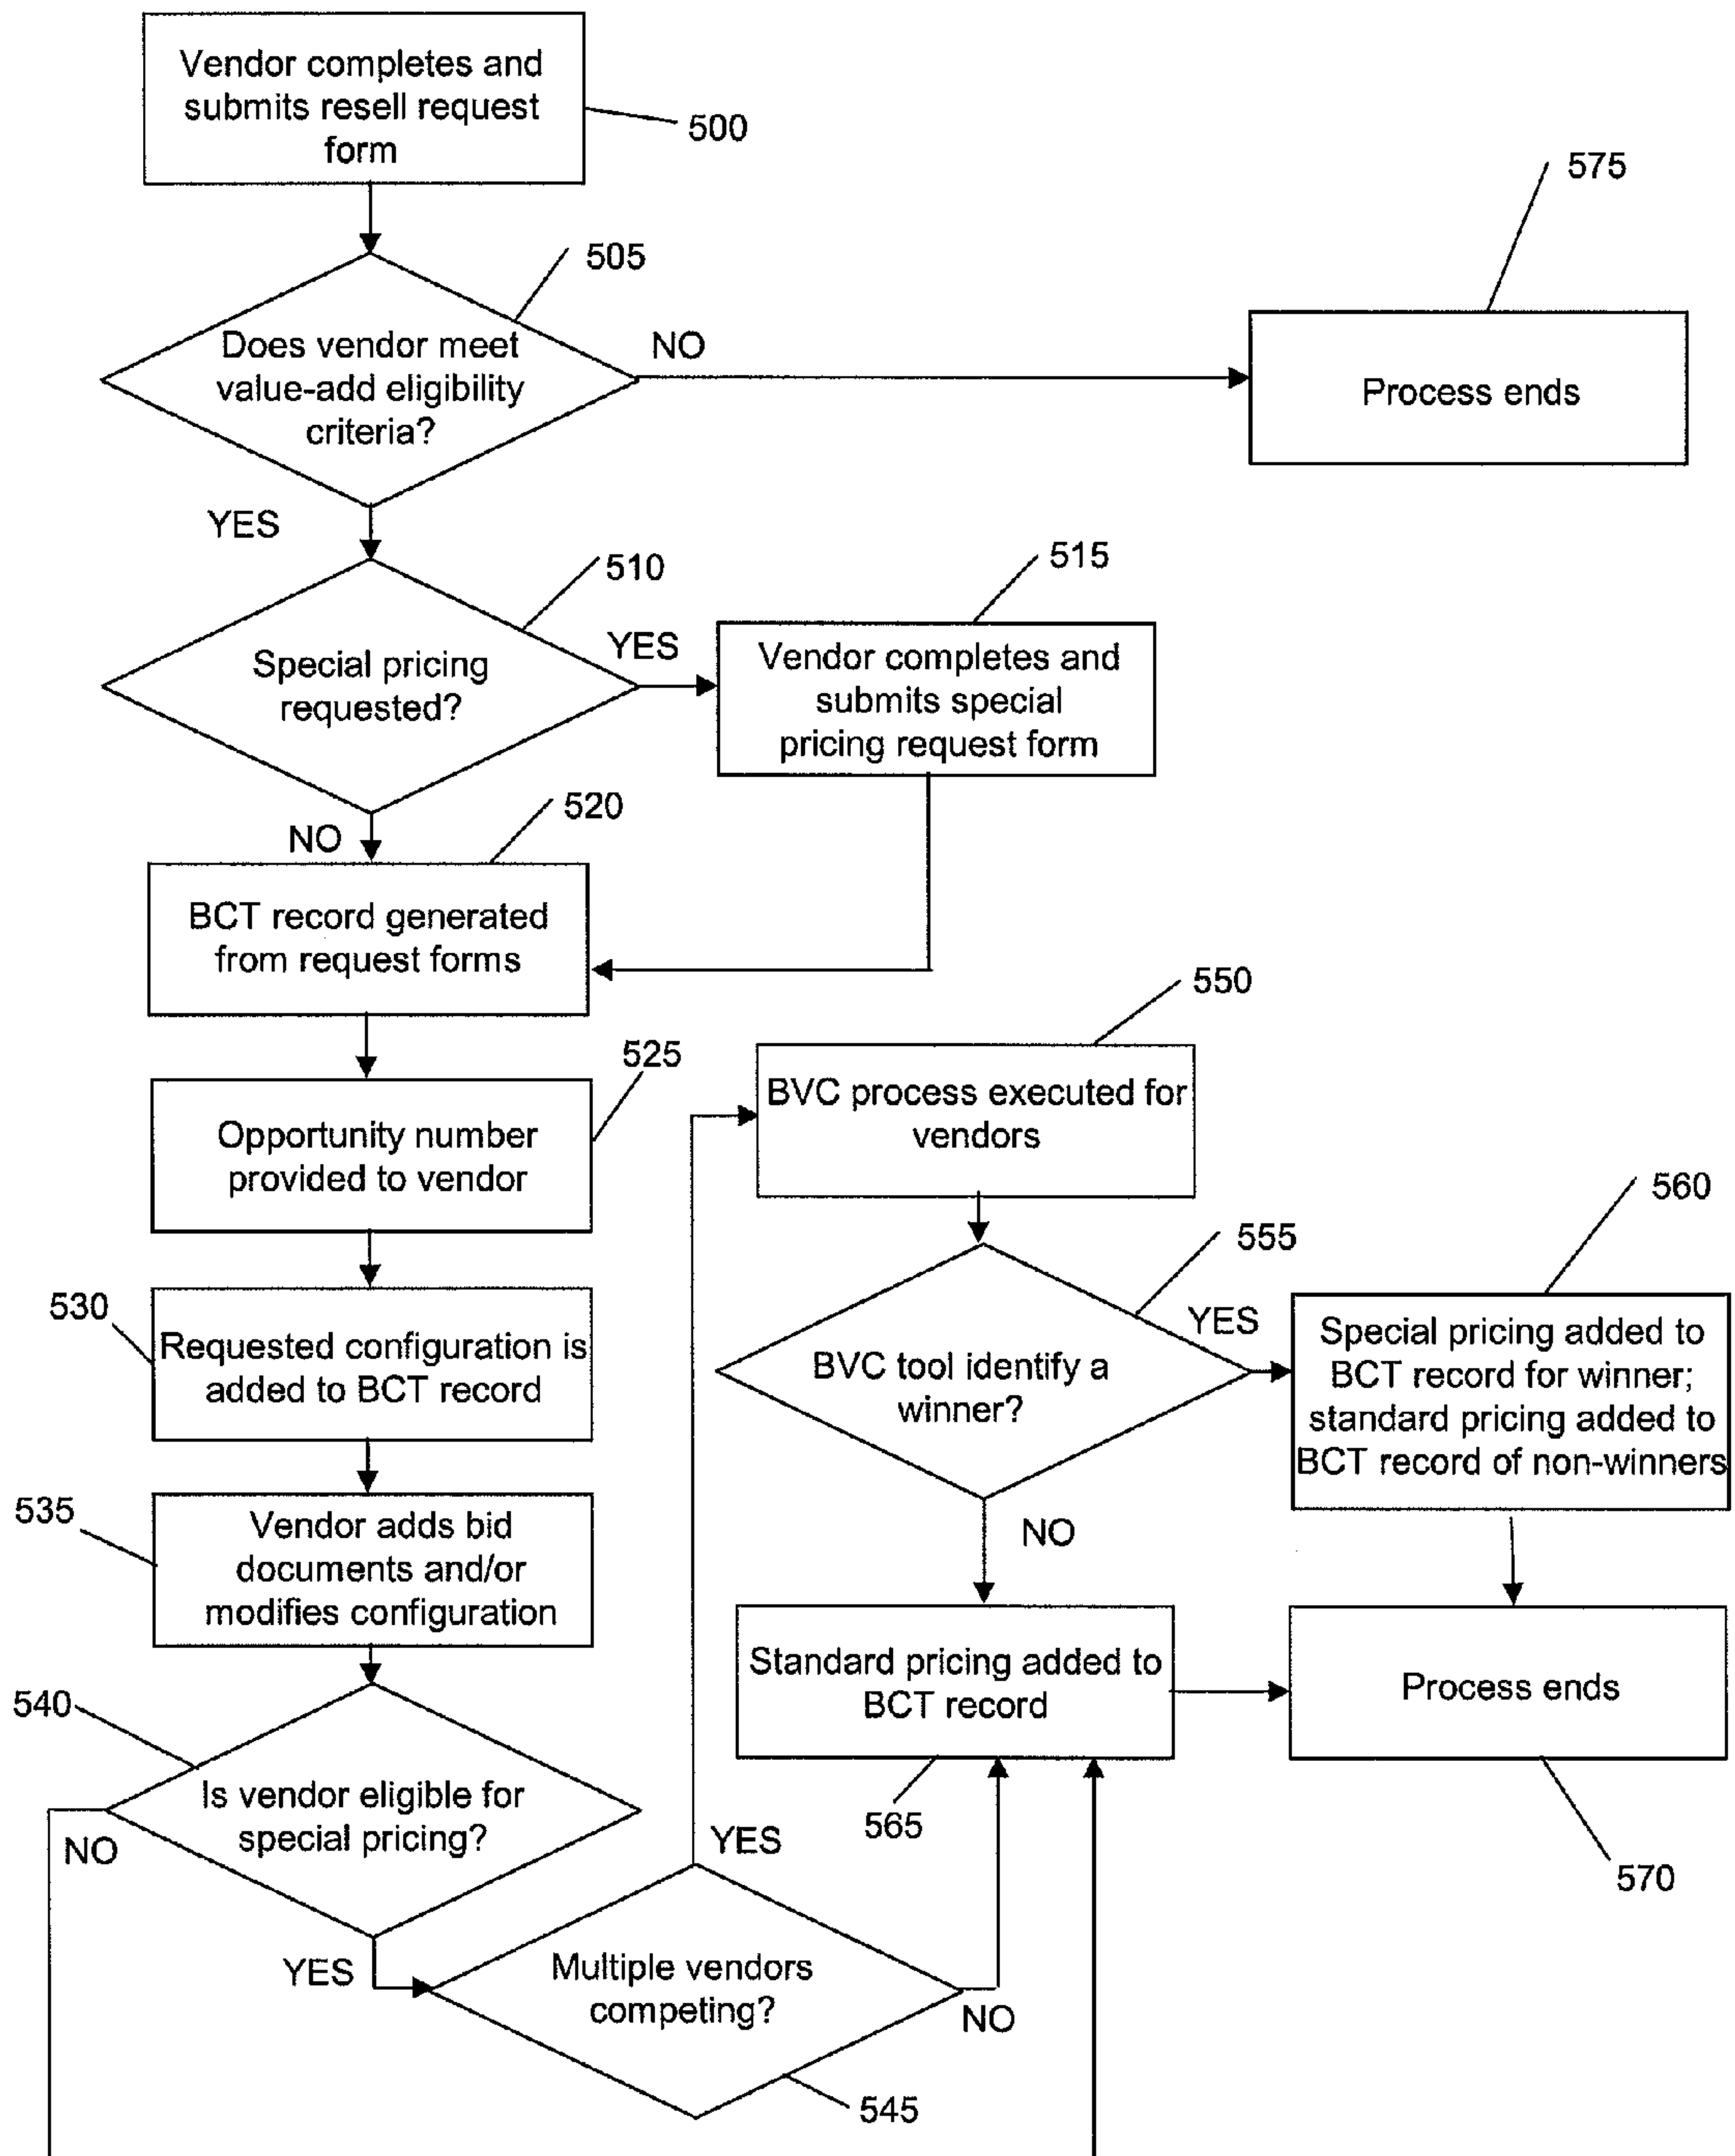 Vendor completes and
submits resell request
form
500
575
505
Does vendor meet
value-add eligibility
criteria?
NO
Process ends
YES
510
515
Special pricing
requested?
YES
Vendor completes and
submits special
pricing request form
NO
520
BCT record generated
from request forms
550
525
Opportunity number
provided to vendor
BVC process executed for
vendors
560
555
530
Requested configuration is
added to BCT record
BVC tool identify a
winner?
YES
Special pricing added to
BCT record for winner;
standard pricing added to
BCT record of non-winners
535
Vendor adds bid
documents and/or
modifies configuration
NO
Standard pricing added to
BCT record
Process ends
540
Is vendor eligible for
special pricing?
565
570
NO
YES
YES
Multiple vendors
competing?
NO
545